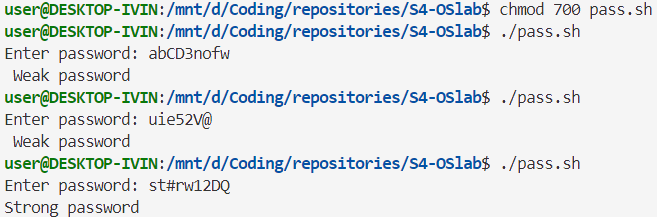 user@DESKTOP-IVIN:/mnt/d/Coding/repositories/S4-OSlab$ chmod 700 pass.sh
user@DESKTOP-IVIN:/mnt/d/Coding/repositories/S4-OSlab$ ./pass.sh
Enter password: abCD3nofw
 Weak password
user@DESKTOP-IVIN:/mnt/d/Coding/repositories/S4-OSlab$ ./pass.sh
Enter password: uie52V@
 Weak password
user@DESKTOP-IVIN:/mnt/d/Coding/repositories/S4-OSlab$ ./pass.sh
Enter password: st#rw12DQ
Strong password